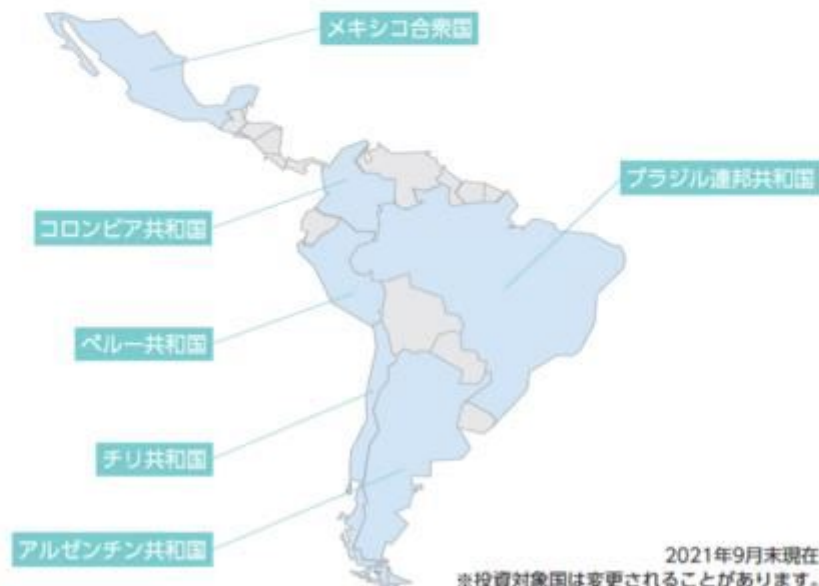 メキシコ合衆国
ブラジル連邦共和国
コロンビア共和国
ペルー共和国
チリ共和国
アルゼンチン共和国
2021年9月末現在
※投資対象国は変更されることがあります。